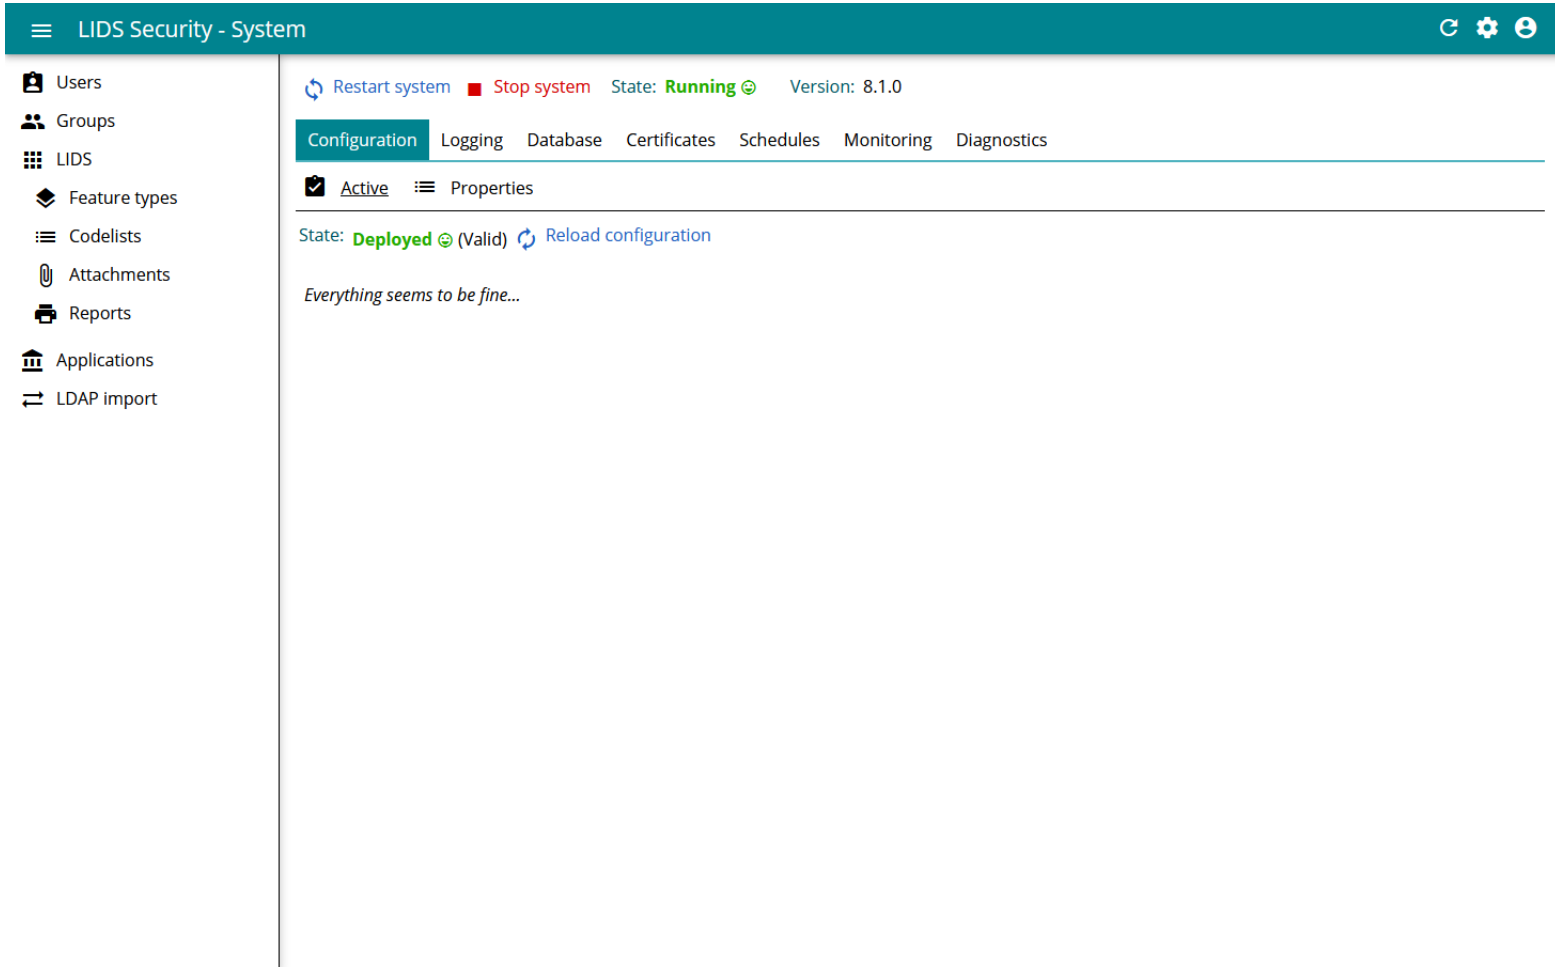 LIDS Security - System
Users
Groups
LIDS
Feature types
Codelists
Attachments
Reports
Applications
LDAP import
Restart system Stop system State: Running Version: 8.1.0
Configuration Logging Database Certificates Schedules Monitoring Diagnostics
Active Properties
State: Deployed (Valid) Reload configuration
Everything seems to be fine...